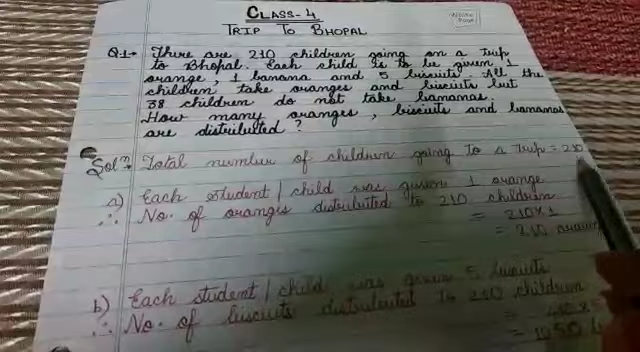 CLASS-4
TRIP TO BHOPAL
Q.1→ There are 210 children going on a trip
to Bhopal. Each child is to be given 1
orange, 1 banana and 5 biscuits. All the
children take oranges and biscuits but
38 children do not take bananas.
How many oranges, biscuits and bananas
are distributed?
Solⁿ→ Total number of children going to a trip = 210
a) Each student / child was given 1 orange
∴ No. of oranges distributed to 210 children
= 210×1
= 210
b) Each student / child was given 5 biscuits
∴ No. of biscuits distributed to 210 children
= 1050